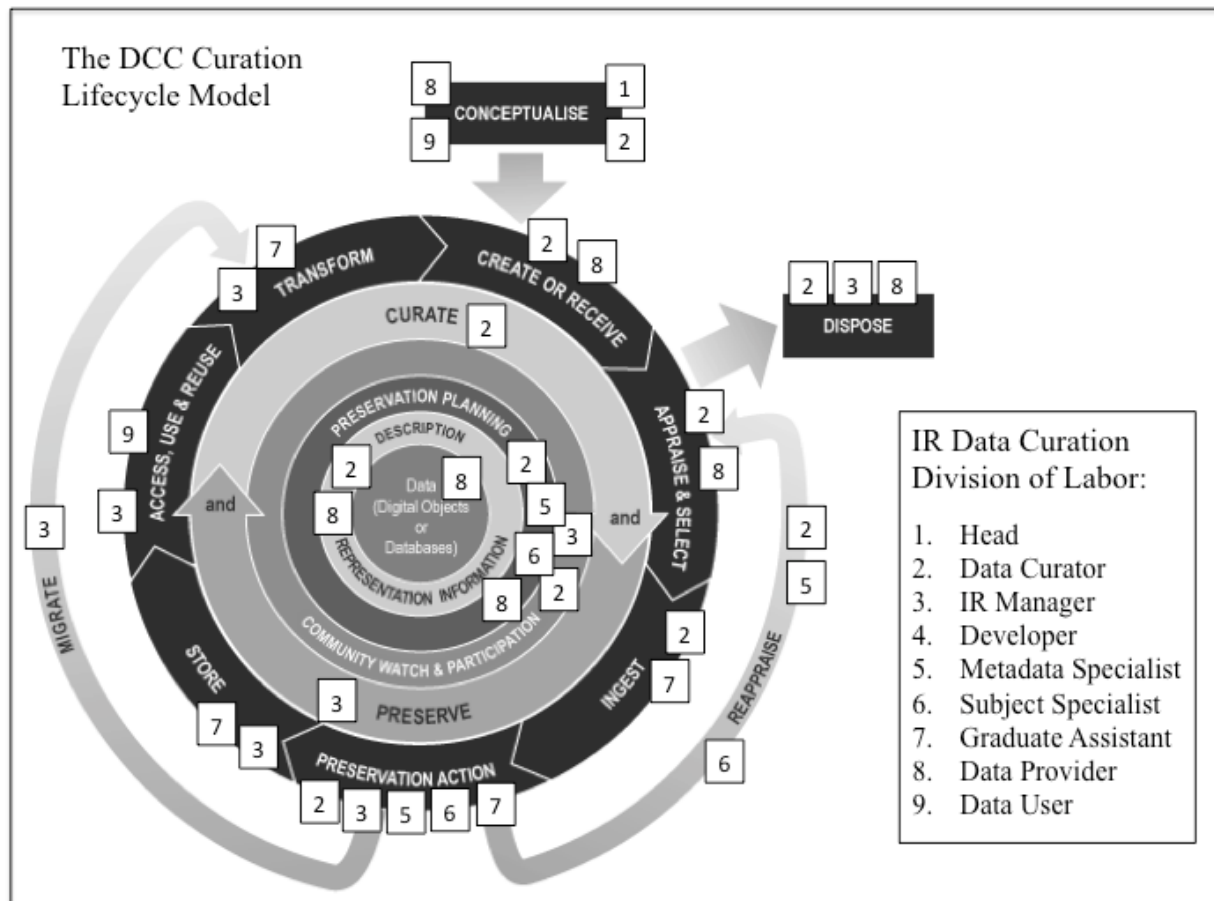 The DCC Curation
Lifecycle Model
8
1
CONCEPTUALISE
9
2
7
3
TRANSFORM
2
8
CREATE OR RECEIVE
2
3
8
DISPOSE
CURATE
2
9
3
ACCESS, USE & REUSE
2
8
APPRAISE & SELECT
PRESERVATION PLANNING
DESCRIPTION
2
8
2
5
3
6
2
8
8
Data
(Digital Objects
or
Databases)
REPRESENTATION INFORMATION
COMMUNITY WATCH & PARTICIPATION
and
and
3
MIGRATE
2
5
REAPPRAISE
6
2
7
INGEST
STORE
7
3
3
PRESERVE
PRESERVATION ACTION
2
3
5
6
7
IR Data Curation
Division of Labor:
1. Head
2. Data Curator
3. IR Manager
4. Developer
5. Metadata Specialist
6. Subject Specialist
7. Graduate Assistant
8. Data Provider
9. Data User